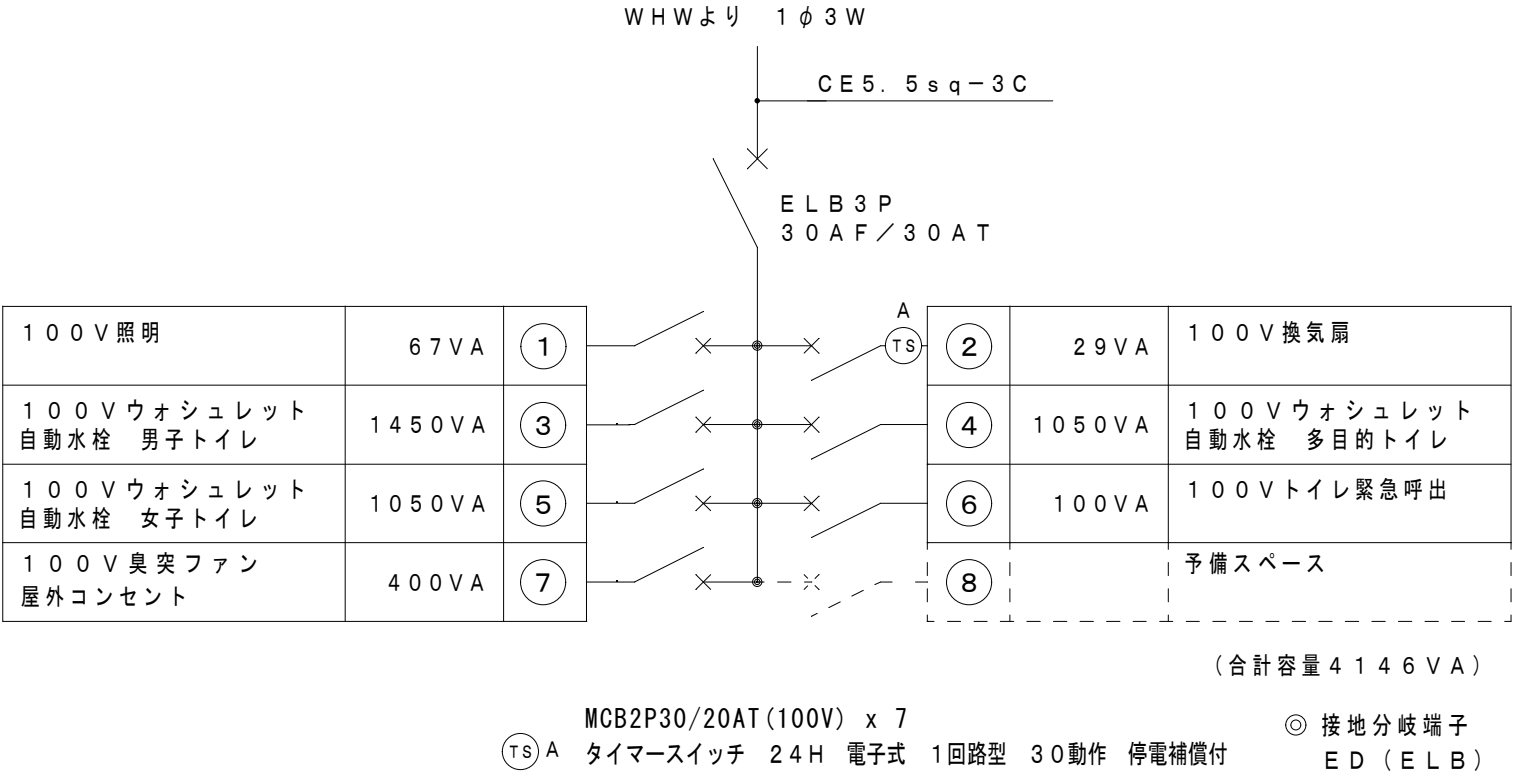 ＷＨＷより　１φ３Ｗ
ＣＥ５．５ｓｑ－３Ｃ
ＥＬＢ３Ｐ
３０ＡＦ／３０ＡＴ
１００Ｖ照明
６７ＶＡ
１
Ａ
ＴＳ
２
２９ＶＡ
１００Ｖ換気扇
１００Ｖウォシュレット
自動水栓　男子トイレ
１４５０ＶＡ
３
４
１０５０ＶＡ
１００Ｖウォシュレット
自動水栓　多目的トイレ
１００Ｖウォシュレット
自動水栓　女子トイレ
１０５０ＶＡ
５
６
１００ＶＡ
１００Ｖトイレ緊急呼出
１００Ｖ臭突ファン
屋外コンセント
４００ＶＡ
７
８
予備スペース
（合計容量４１４６ＶＡ）
MCB2P30/20AT(100V) x 7
ＴＳ Ａ　タイマースイッチ　２４Ｈ　電子式　１回路型　３０動作　停電補償付
◎ 接地分岐端子
ＥＤ（ＥＬＢ）